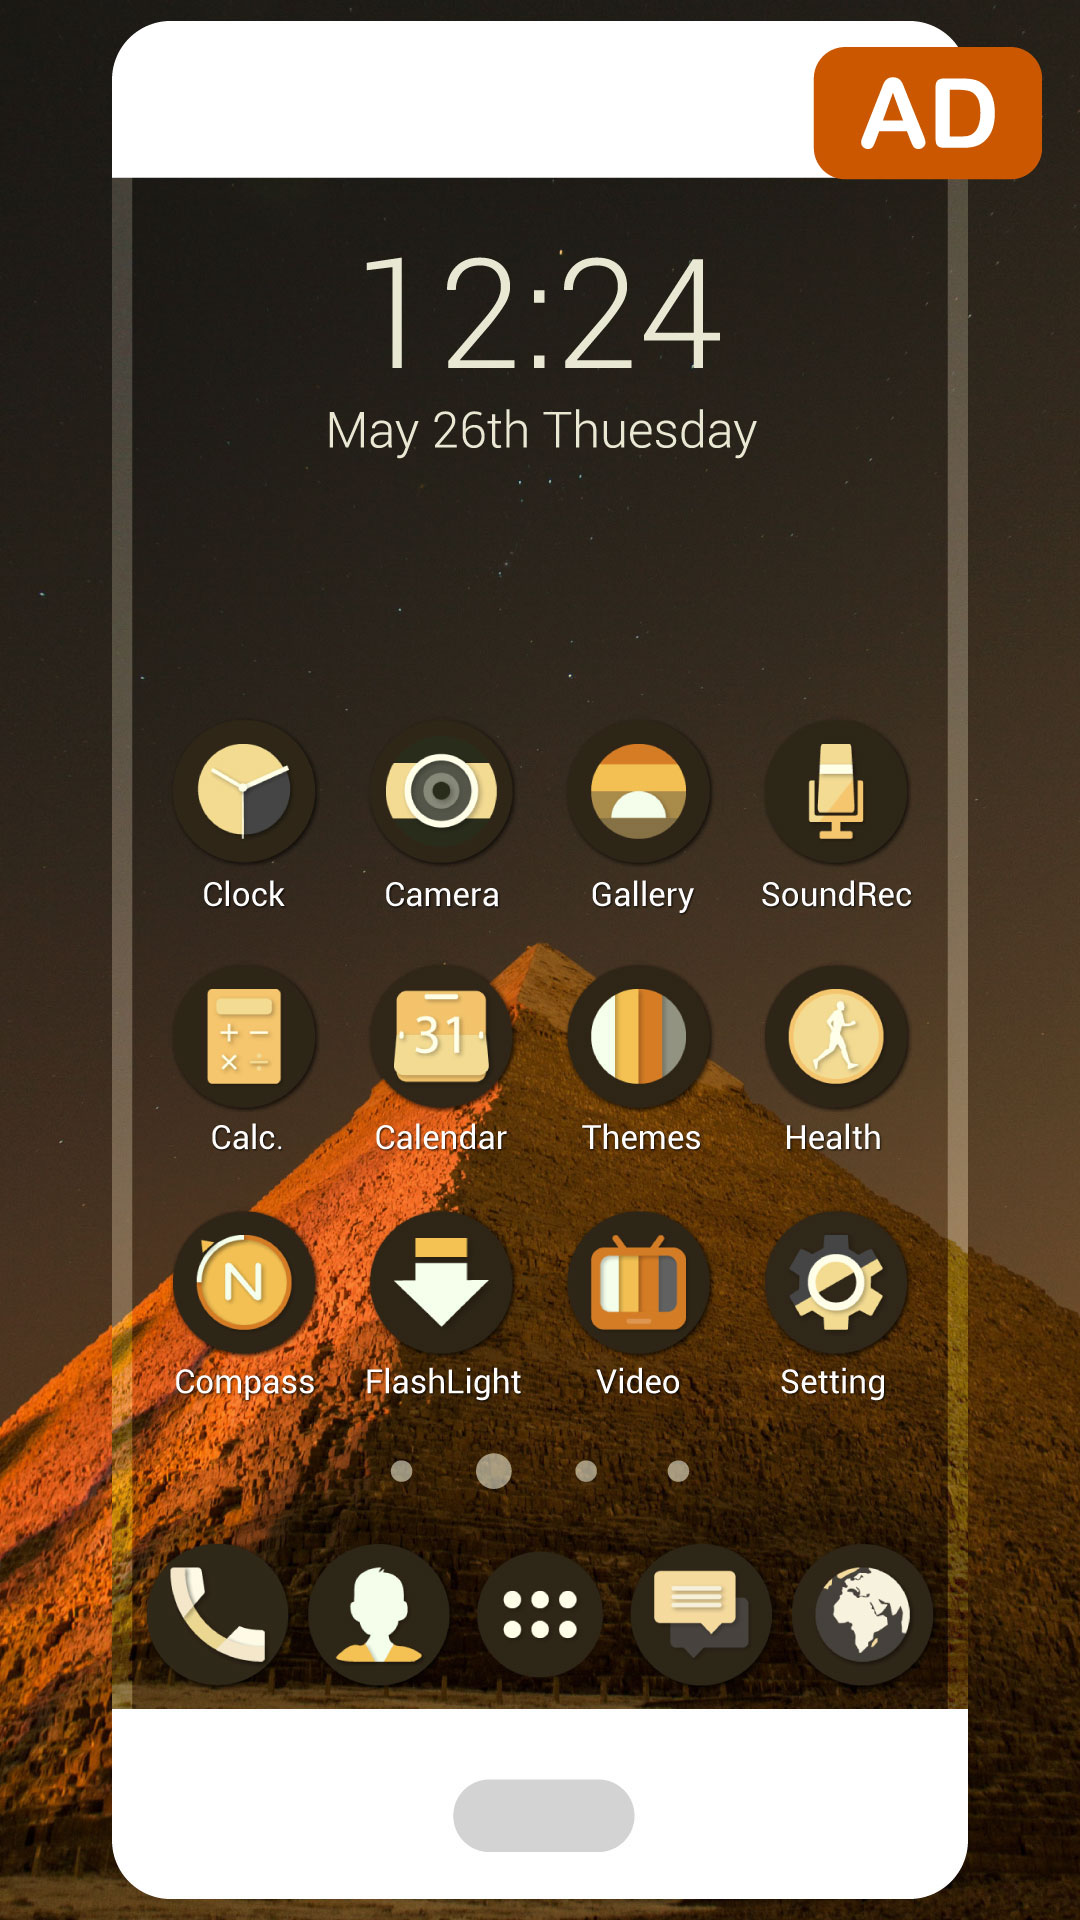 AD
12:24
May 26th Thuesday
Clock Camera Gallery SoundRec
+ −
× ÷
31
Calc. Calendar Themes Health
N
Compass FlashLight Video Setting